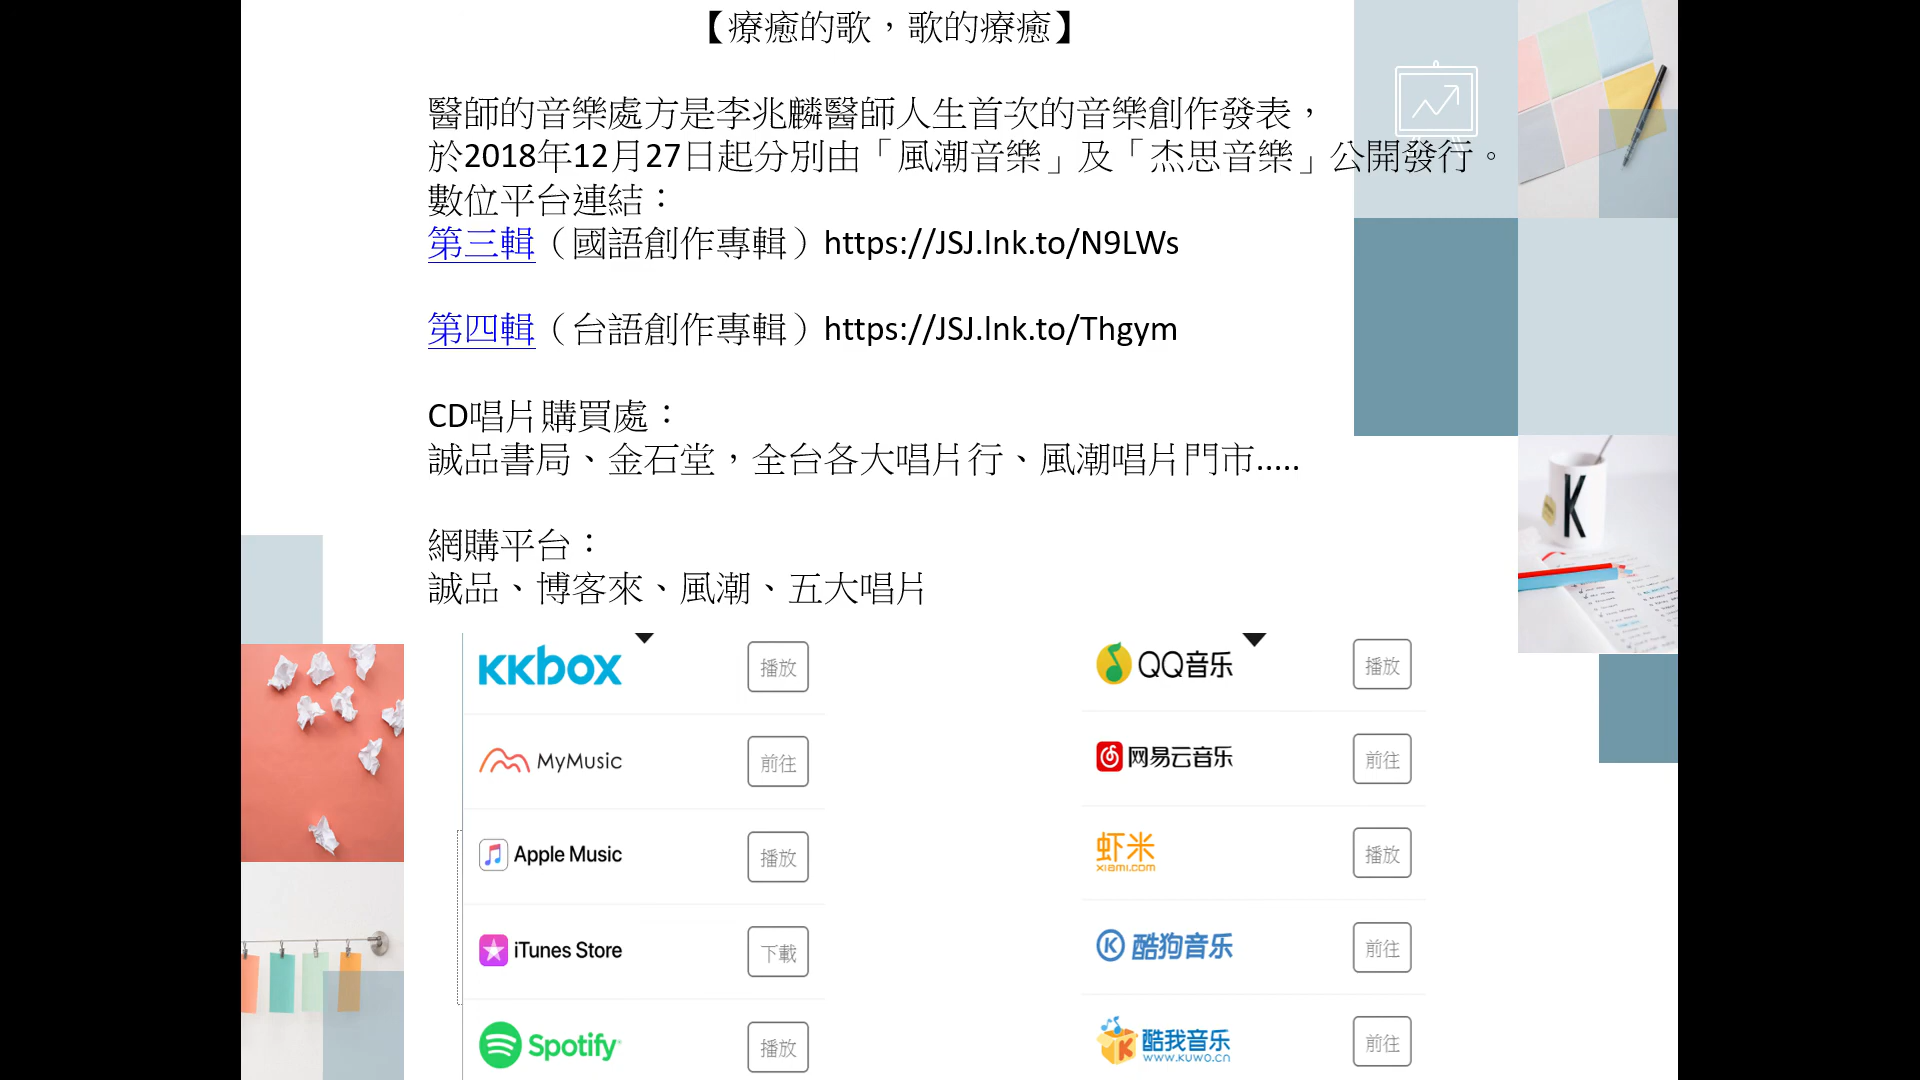 【療癒的歌，歌的療癒】
醫師的音樂處方是李兆麟醫師人生首次的音樂創作發表，
於2018年12月27日起分別由「風潮音樂」及「杰思音樂」公開發行。
數位平台連結：
第三輯（國語創作專輯）https://JSJ.lnk.to/N9LWs
第四輯（台語創作專輯）https://JSJ.lnk.to/Thgym
CD唱片購買處：
誠品書局、金石堂，全台各大唱片行、風潮唱片門市.....
網購平台：
誠品、博客來、風潮、五大唱片
KKBOX 播放
MyMusic 前往
Apple Music 播放
iTunes Store 下載
Spotify 播放
QQ音乐 播放
网易云音乐 前往
虾米 播放
xiami.com
酷狗音乐 前往
酷我音乐 前往
www.kuwo.cn
K